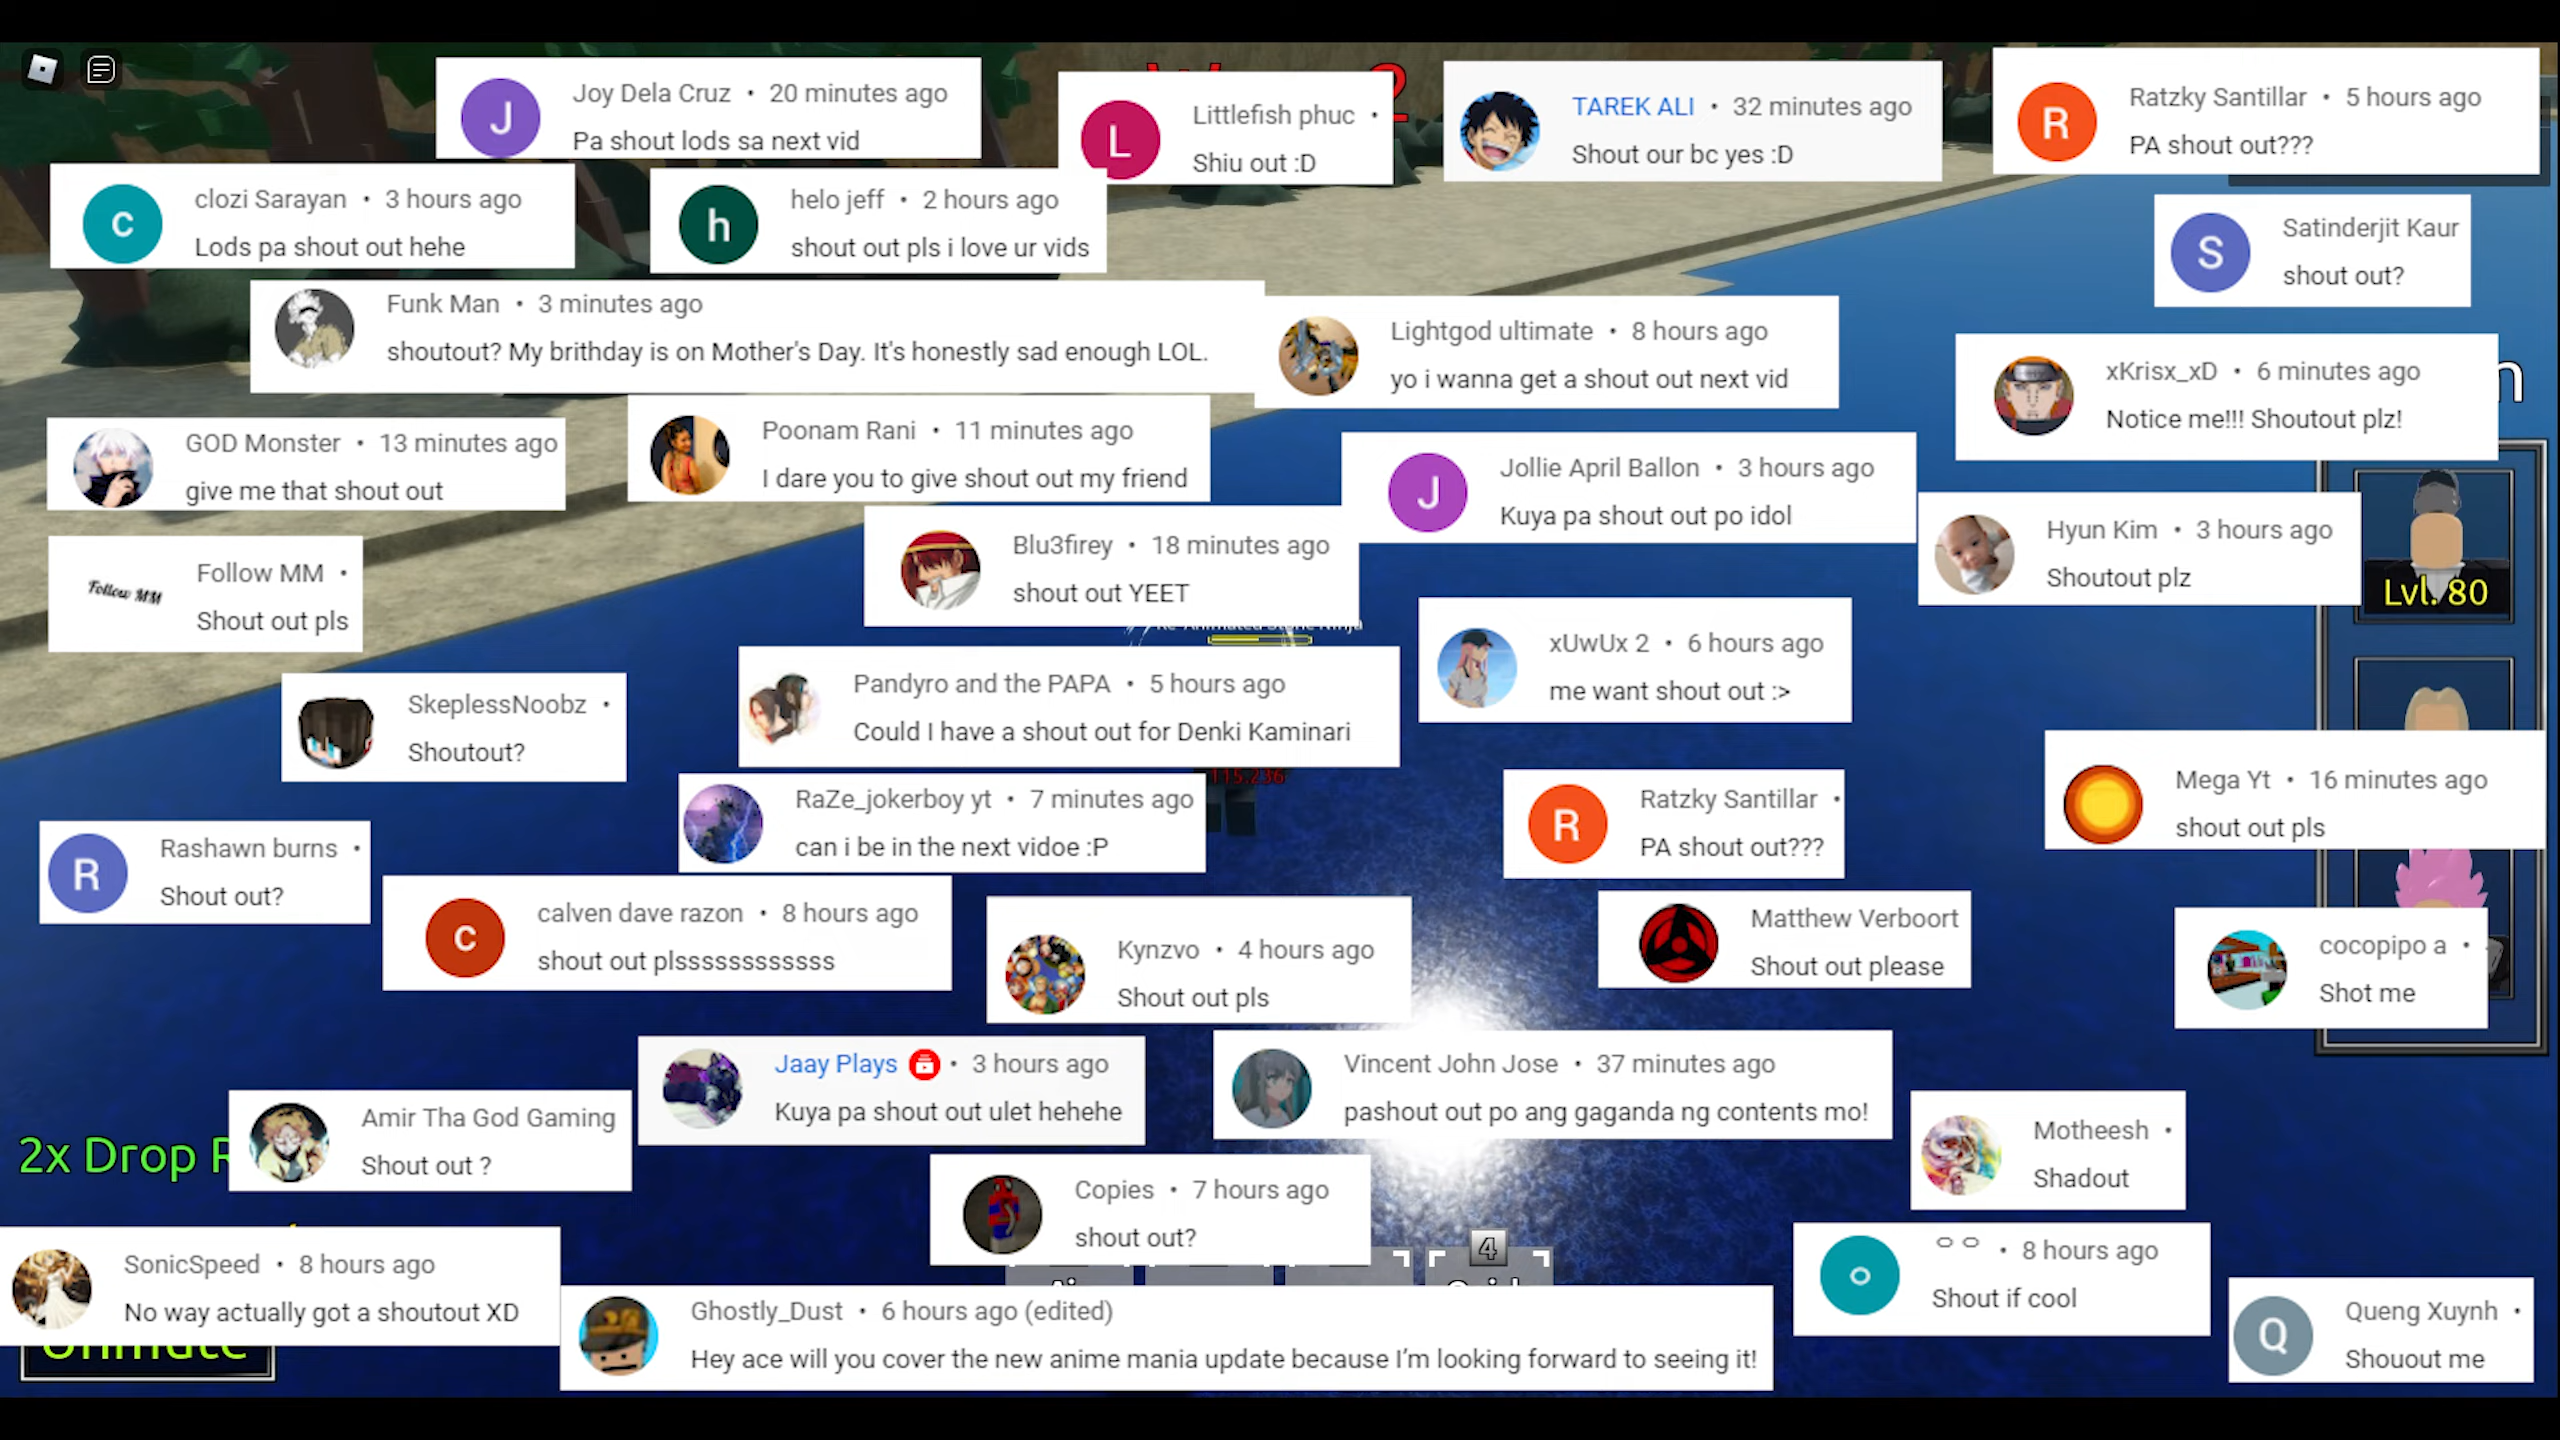 Joy Dela Cruz • 20 minutes ago
Pa shout lods sa next vid
Littlefish phuc •
Shiu out :D
2
TAREK ALI • 32 minutes ago
Shout our bc yes :D
Ratzky Santillar • 5 hours ago
PA shout out???
clozi Sarayan • 3 hours ago
Lods pa shout out hehe
helo jeff • 2 hours ago
shout out pls i love ur vids
Satinderjit Kaur
shout out?
Funk Man • 3 minutes ago
shoutout? My brithday is on Mother's Day. It's honestly sad enough LOL.
Lightgod ultimate • 8 hours ago
yo i wanna get a shout out next vid
xKrisx_xD • 6 minutes ago
Notice me!!! Shoutout plz!
GOD Monster • 13 minutes ago
give me that shout out
Poonam Rani • 11 minutes ago
I dare you to give shout out my friend
Jollie April Ballon • 3 hours ago
Kuya pa shout out po idol
Hyun Kim • 3 hours ago
Shoutout plz
Lvl. 80
Follow MM
Follow MM •
Shout out pls
Blu3firey • 18 minutes ago
shout out YEET
xUwUx 2 • 6 hours ago
me want shout out :>
SkeplessNoobz •
Shoutout?
Pandyro and the PAPA • 5 hours ago
Could I have a shout out for Denki Kaminari
115.236
RaZe_jokerboy yt • 7 minutes ago
can i be in the next vidoe :P
Ratzky Santillar •
PA shout out???
Mega Yt • 16 minutes ago
shout out pls
Rashawn burns •
Shout out?
calven dave razon • 8 hours ago
shout out plsssssssssssss
Kynzvo • 4 hours ago
Shout out pls
Matthew Verboort
Shout out please
cocopipo a •
Shot me
Jaay Plays • 3 hours ago
Kuya pa shout out ulet hehehe
Vincent John Jose • 37 minutes ago
pashout out po ang gaganda ng contents mo!
Amir Tha God Gaming
Shout out ?
2x Drop
Motheesh •
Shadout
Copies • 7 hours ago
shout out?
4
• 8 hours ago
Shout if cool
SonicSpeed • 8 hours ago
No way actually got a shoutout XD
Ghostly_Dust • 6 hours ago (edited)
Hey ace will you cover the new anime mania update because I'm looking forward to seeing it!
Queng Xuynh •
Shouout me